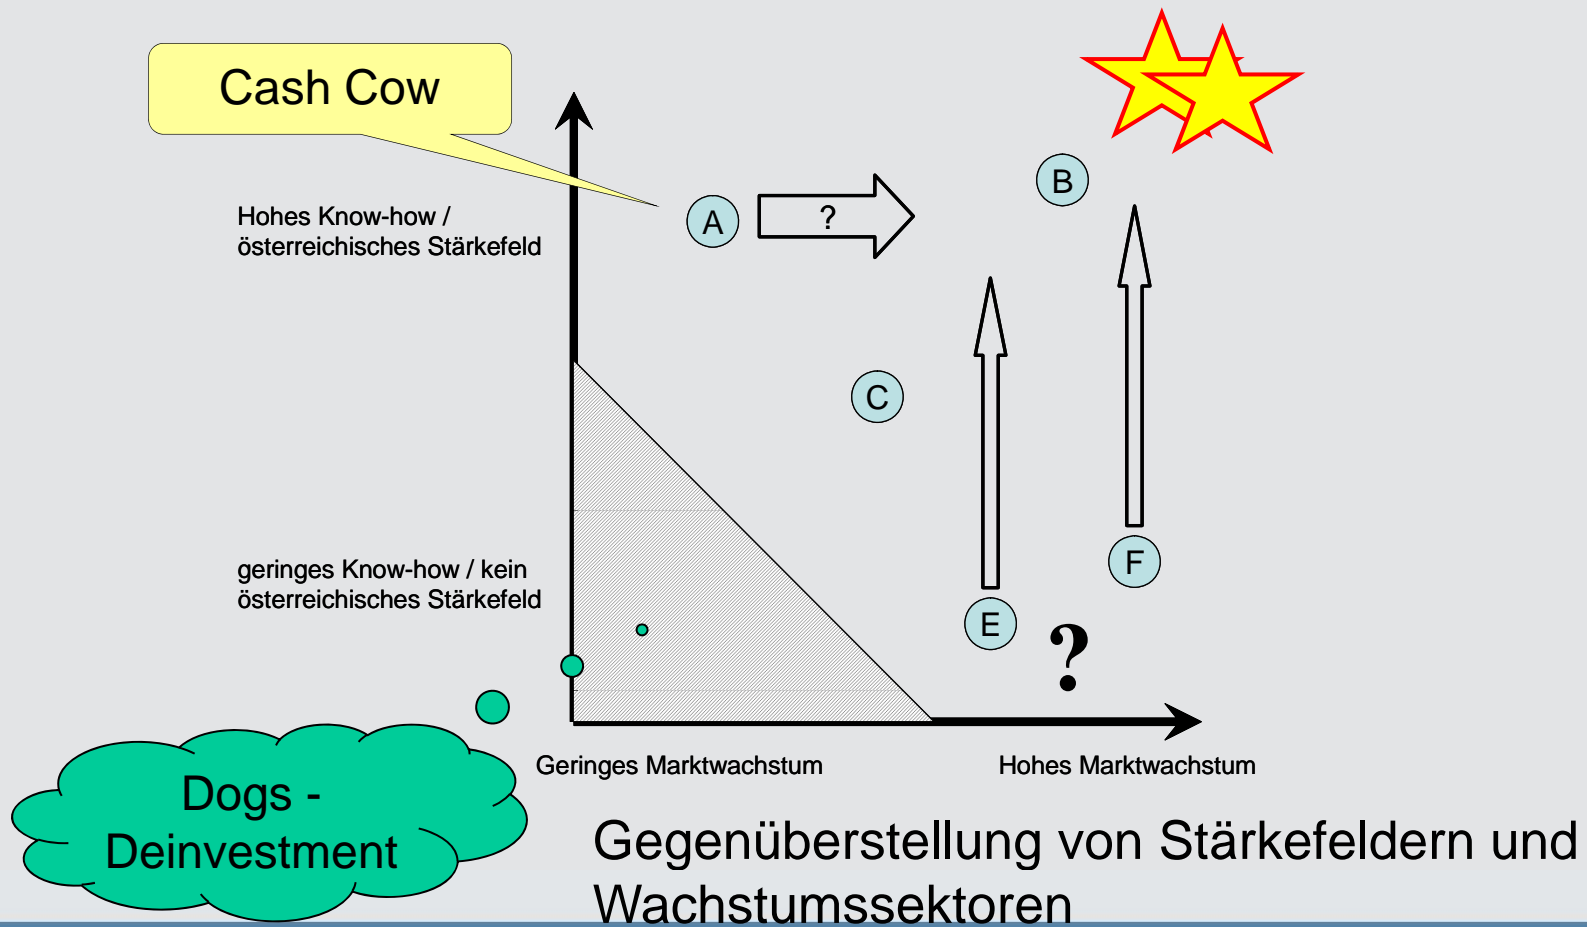 Cash Cow
B
Hohes Know-how /
österreichisches Stärkefeld
A
?
C
geringes Know-how / kein
österreichisches Stärkefeld
F
E
?
Geringes Marktwachstum
Hohes Marktwachstum
Dogs -
Deinvestment
Gegenüberstellung von Stärkefeldern und
Wachstumssektoren